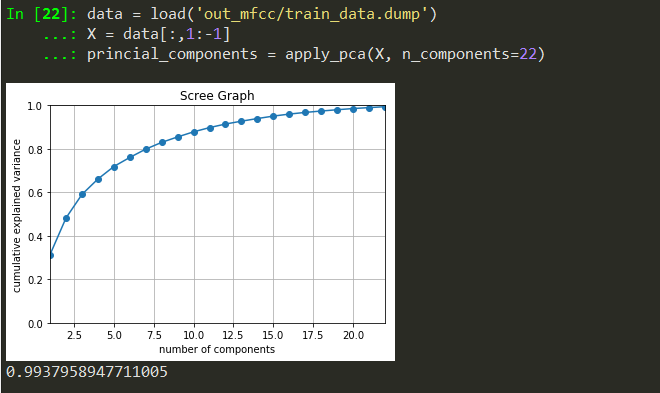 In [22]: data = load('out_mfcc/train_data.dump')
...: X = data[:,1:-1]
...: princial_components = apply_pca(X, n_components=22)
Scree Graph
1.0
0.8
0.6
0.4
0.2
0.0
cumulative explained variance
2.5 5.0 7.5 10.0 12.5 15.0 17.5 20.0
number of components
0.9937958947711005